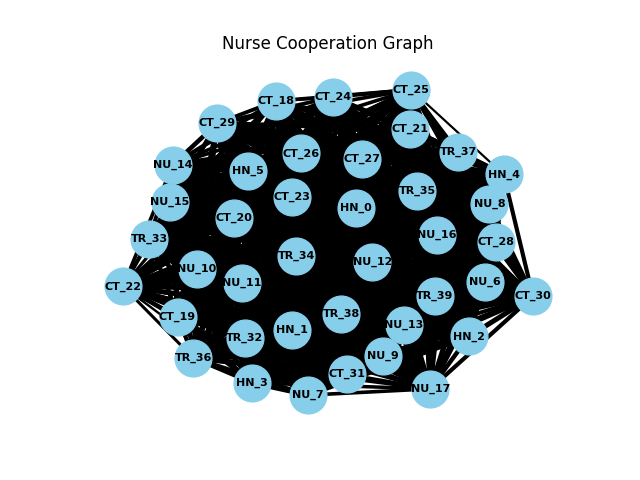 Nurse Cooperation Graph
CT_25
CT_24
CT_18
CT_29
CT_21
CT_26
TR_37
CT_27
NU_14
HN_5
HN_4
TR_35
CT_23
NU_15
NU_8
HN_0
CT_20
NU_16
TR_33
CT_28
TR_34
NU_12
NU_10
NU_6
NU_11
CT_22
TR_39
CT_30
TR_38
CT_19
NU_13
HN_1
HN_2
TR_32
NU_9
TR_36
CT_31
HN_3
NU_17
NU_7